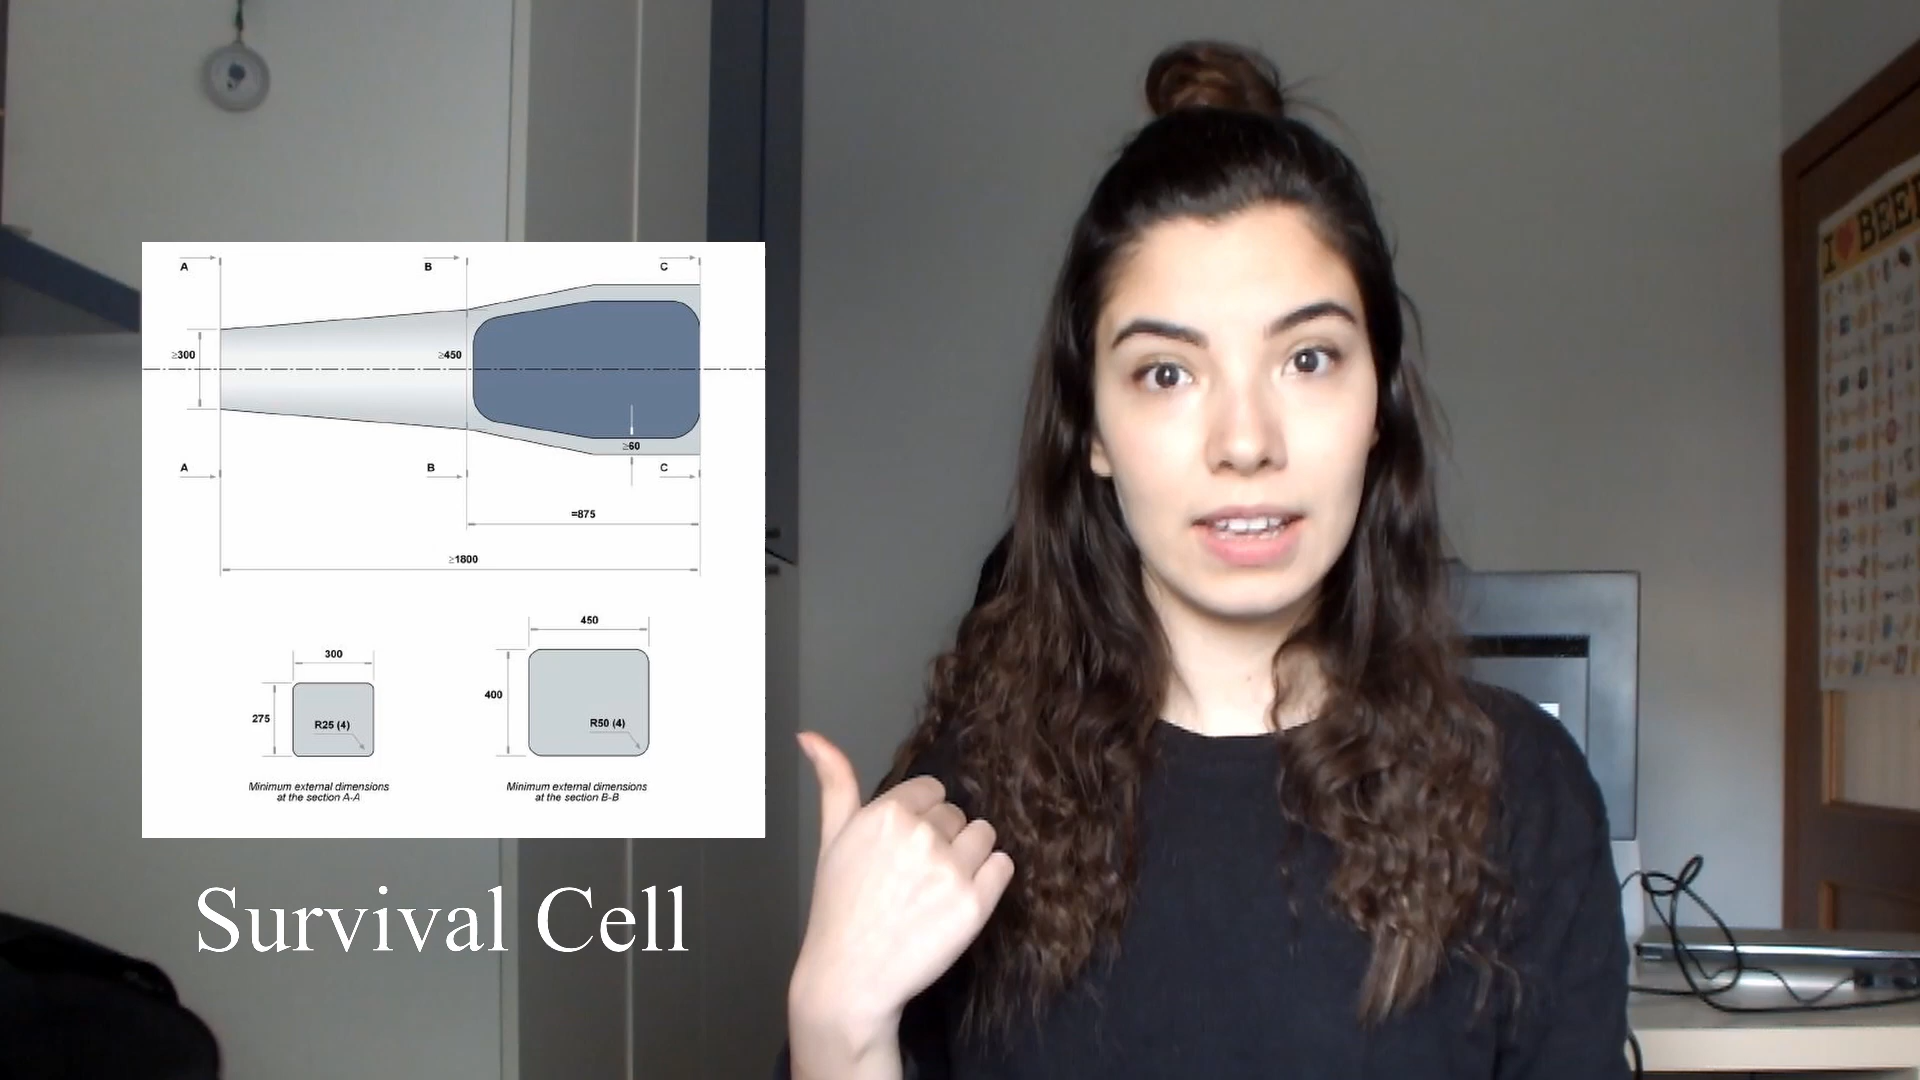 A
B
C
≥300
≥450
≥60
A
B
C
=875
≥1800
450
300
400
275
R25 (4)
R50 (4)
Minimum external dimensions
at the section A-A
Minimum external dimensions
at the section B-B
Survival Cell
I ❤ BEE